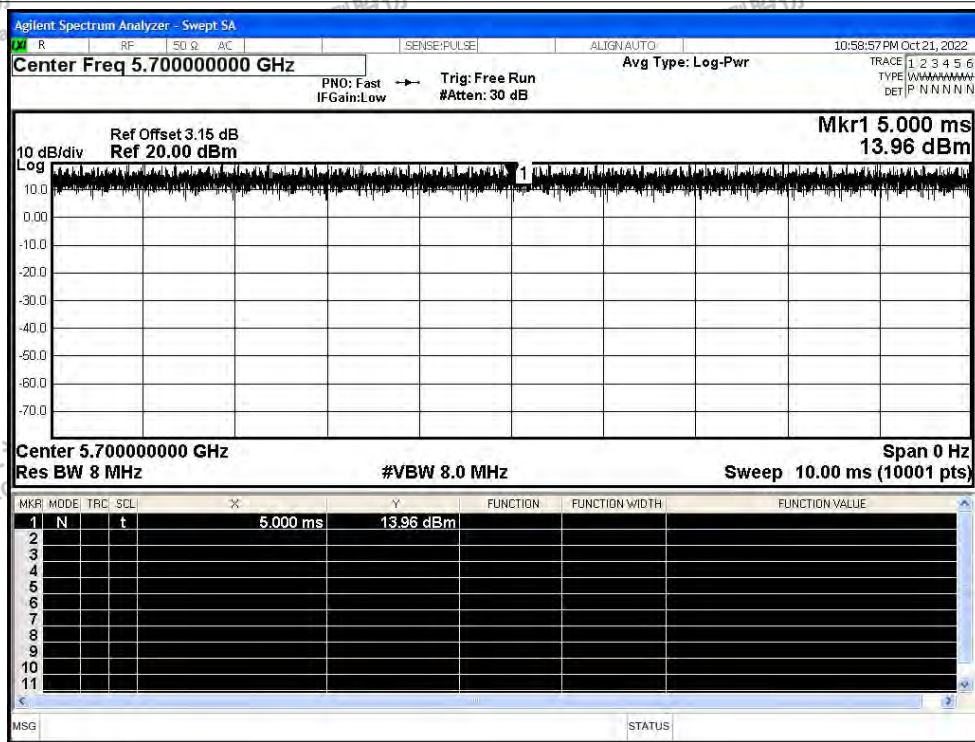 Agilent Spectrum Analyzer - Swept SA
R RF 50 Ω AC SENSE:PULSE ALIGN AUTO 10:58:57 PM Oct 21, 2022
Center Freq 5.700000000 GHz
PNO: Fast
IFGain:Low
Trig: Free Run
#Atten: 30 dB
Avg Type: Log-Pwr
TRACE 1 2 3 4 5 6
TYPE
DET P N N N N N
Mkr1 5.000 ms
13.96 dBm
Ref Offset 3.15 dB
10 dB/div Ref 20.00 dBm
Log
1
10.0
0.00
-10.0
-20.0
-30.0
-40.0
-50.0
-60.0
-70.0
Center 5.700000000 GHz Span 0 Hz
Res BW 8 MHz #VBW 8.0 MHz Sweep 10.00 ms (10001 pts)
MKR MODE TRC SCL X Y FUNCTION FUNCTION WIDTH FUNCTION VALUE
1 N t 5.000 ms 13.96 dBm
2
3
4
5
6
7
8
9
10
11
MSG STATUS